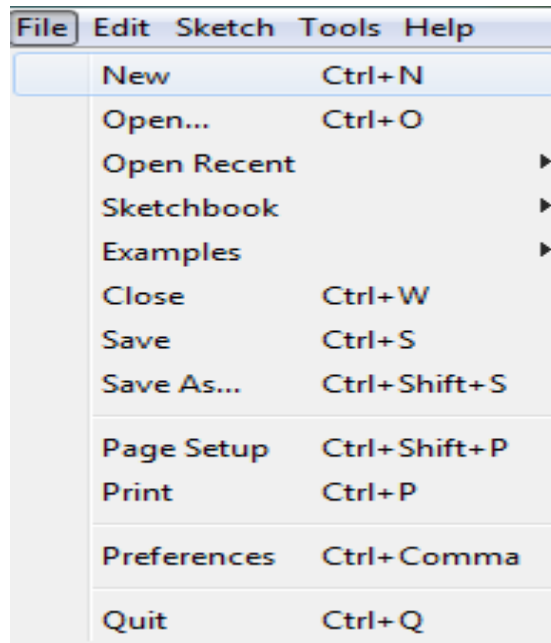 File Edit Sketch Tools Help
New Ctrl+N
Open... Ctrl+O
Open Recent
Sketchbook
Examples
Close Ctrl+W
Save Ctrl+S
Save As... Ctrl+Shift+S
Page Setup Ctrl+Shift+P
Print Ctrl+P
Preferences Ctrl+Comma
Quit Ctrl+Q